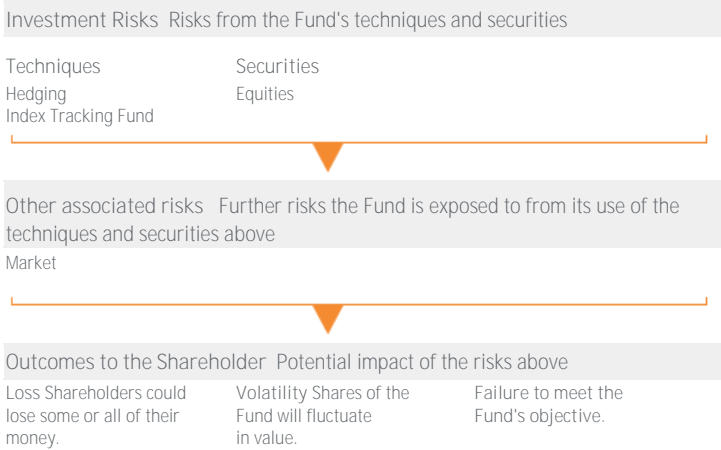 Investment Risks Risks from the Fund's techniques and securities
Techniques
Hedging
Index Tracking Fund
Securities
Equities
Other associated risks Further risks the Fund is exposed to from its use of the
techniques and securities above
Market
Outcomes to the Shareholder Potential impact of the risks above
Loss Shareholders could
lose some or all of their
money.
Volatility Shares of the
Fund will fluctuate
in value.
Failure to meet the
Fund's objective.